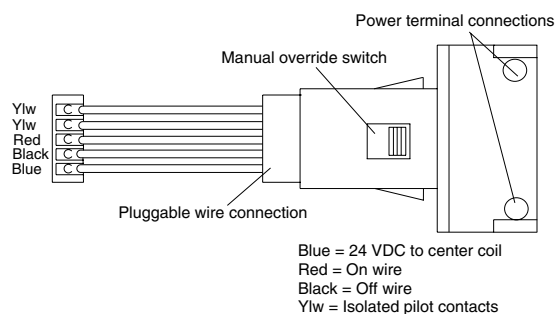 Power terminal connections
Manual override switch
Ylw
Ylw
Red
Black
Blue
Pluggable wire connection
Blue = 24 VDC to center coil
Red = On wire
Black = Off wire
Ylw = Isolated pilot contacts